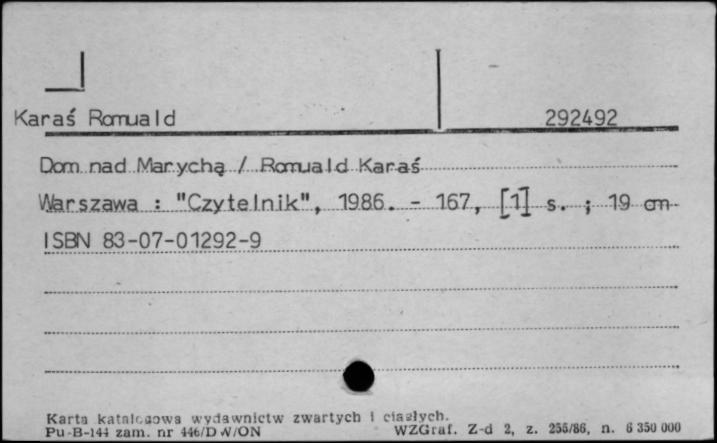 Karaś Romuald 292492
Dom nad Marychą / Romuald Karaś
Warszawa : "Czytelnik", 1986. - 167, [1] s. ; 19 cm
ISBN 83-07-01292-9
Karta katalogowa wydawnictw zwartych i ciągłych.
Pu-B-144 zam. nr 446/DW/ON WZGraf. Z-d 2, z. 256/86, n. 6 350 000